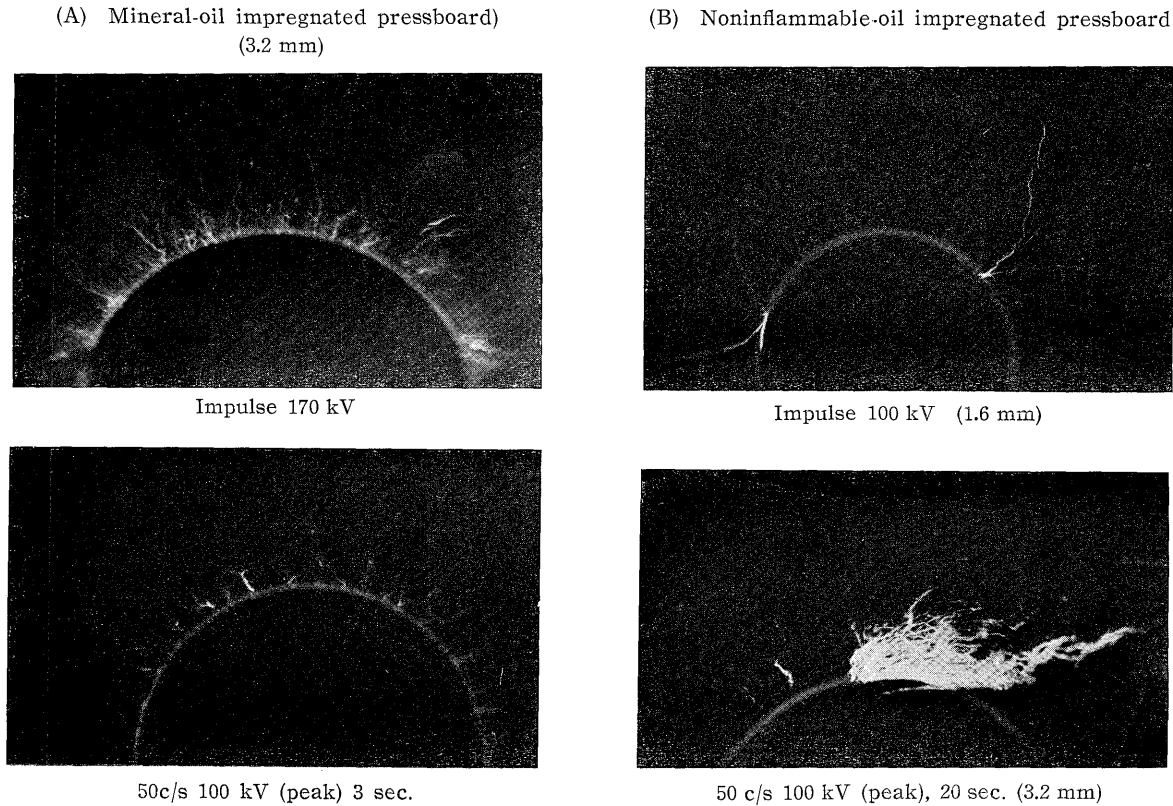 (A) Mineral-oil impregnated pressboard)
(3.2 mm)
(B) Noninflammable-oil impregnated pressboard
Impulse 170 kV
Impulse 100 kV (1.6 mm)
50c/s 100 kV (peak) 3 sec.
50 c/s 100 kV (peak), 20 sec. (3.2 mm)